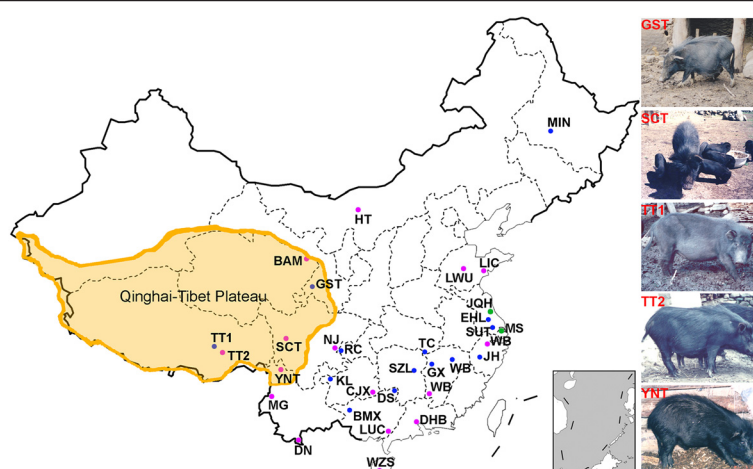 GST
SCT
TT1
TT2
YNT
MIN
HT
BAM
GST
Qinghai-Tibet Plateau
LWU
LIC
JQH
EHL
SUT
MS
WB
JH
TT1
TT2
SCT
YNT
NJ
RC
TC
SZL
GX
WB
WB
KL
CJX
DS
MG
BMX
LUC
DHB
DN
WZS